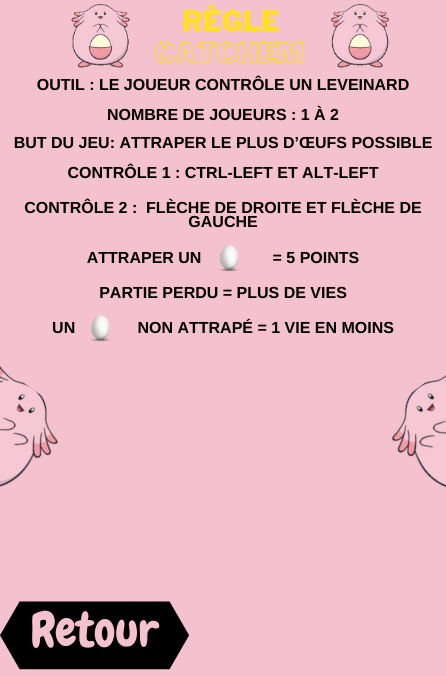 RÈGLE
CATCHEM
OUTIL : LE JOUEUR CONTRÔLE UN LEVEINARD
NOMBRE DE JOUEURS : 1 À 2
BUT DU JEU: ATTRAPER LE PLUS D'ŒUFS POSSIBLE
CONTRÔLE 1 : CTRL-LEFT ET ALT-LEFT
CONTRÔLE 2 : FLÈCHE DE DROITE ET FLÈCHE DE
GAUCHE
ATTRAPER UN = 5 POINTS
PARTIE PERDU = PLUS DE VIES
UN NON ATTRAPÉ = 1 VIE EN MOINS
Retour